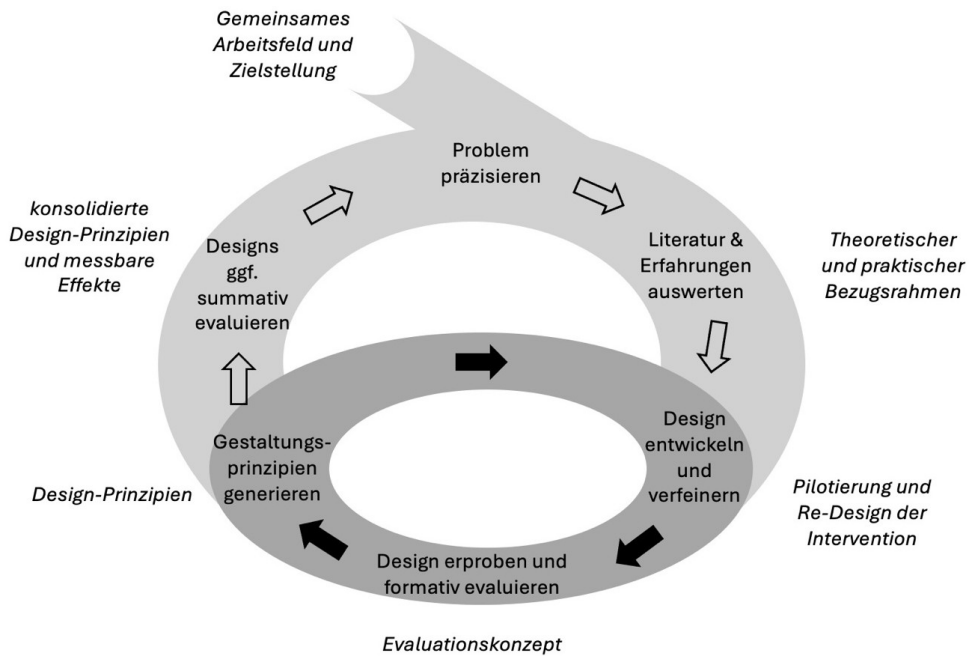 Gemeinsames
Arbeitsfeld und
Zielstellung
Problem
präzisieren
konsolidierte
Design-Prinzipien
und messbare
Effekte
Designs
ggf.
summativ
evaluieren
Literatur &
Erfahrungen
auswerten
Theoretischer
und praktischer
Bezugsrahmen
Gestaltungs-
prinzipien
generieren
Design
entwickeln
und
verfeinern
Design-Prinzipien
Pilotierung und
Re-Design der
Intervention
Design erproben und
formativ evaluieren
Evaluationskonzept